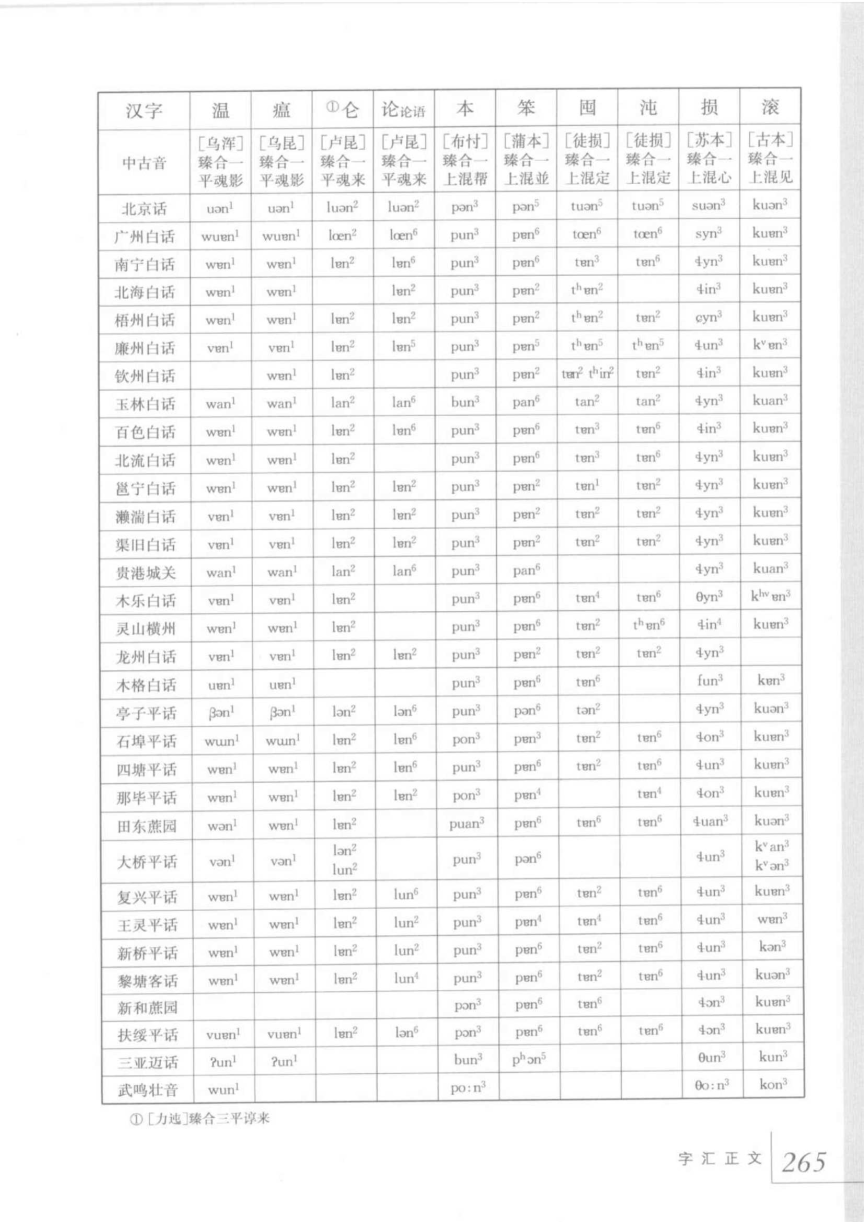 汉字 温 瘟 ①仑 论论语 本 笨 囤 沌 损 滚
中古音 [乌浑]臻合一平魂影 [乌昆]臻合一平魂影 [卢昆]臻合一平魂来 [卢昆]臻合一平魂来 [布忖]臻合一上混帮 [蒲本]臻合一上混並 [徒损]臻合一上混定 [徒损]臻合一上混定 [苏本]臻合一上混心 [古本]臻合一上混见
北京话 uən¹ uən¹ luən² luən² pən³ pən⁵ tuən⁵ tuən⁵ suən³ kuən³
广州白话 wuɐn¹ wuɐn¹ lœn² lœn⁶ pun³ pɐn⁶ tœn⁶ tœn⁶ syn³ kuɐn³
南宁白话 wɐn¹ wɐn¹ lɐn² lɐn⁶ pun³ pɐn⁶ tɐn³ tɐn⁶ ɬyn³ kuɐn³
北海白话 wɐn¹ wɐn¹ lɐn² pun³ pɐn² tʰɐn² ɬin³ kuɐn³
梧州白话 wɐn¹ wɐn¹ lɐn² lɐn² pun³ pɐn² tʰɐn² tɐn² ɕyn³ kuɐn³
廉州白话 vɐn¹ vɐn¹ lɐn² lɐn⁵ pun³ pɐn⁵ tʰɐn⁵ tʰɐn⁵ ɬun³ kᵛɐn³
钦州白话 wɐn¹ lɐn² pun³ pɐn² tɐn² tʰin² tɐn² ɬin³ kuɐn³
玉林白话 wan¹ wan¹ lan² lan⁶ bun³ pan⁶ tan² tan² ɬyn³ kuan³
百色白话 wɐn¹ wɐn¹ lɐn² lɐn⁶ pun³ pɐn⁶ tɐn³ tɐn⁶ ɬin³ kuɐn³
北流白话 wɐn¹ wɐn¹ lɐn² pun³ pɐn⁶ tɐn³ tɐn⁶ ɬyn³ kuɐn³
邕宁白话 wɐn¹ wɐn¹ lɐn² lɐn² pun³ pɐn² tɐn¹ tɐn² ɬyn³ kuɐn³
濑湍白话 vɐn¹ vɐn¹ lɐn² lɐn² pun³ pɐn² tɐn² tɐn² ɬyn³ kuɐn³
渠旧白话 vɐn¹ vɐn¹ lɐn² lɐn² pun³ pɐn² tɐn² tɐn² ɬyn³ kuɐn³
贵港城关 wan¹ wan¹ lan² lan⁶ pun³ pan⁶ ɬyn³ kuan³
木乐白话 vɐn¹ vɐn¹ lɐn² pun³ pɐn⁶ tɐn⁴ tɐn⁶ θyn³ kʰᵛɐn³
灵山横州 wɐn¹ wɐn¹ lɐn² pun³ pɐn⁶ tɐn² tʰɐn⁶ ɬin⁴ kuɐn³
龙州白话 vɐn¹ vɐn¹ lɐn² lɐn² pun³ pɐn² tɐn² tɐn² ɬyn³
木格白话 uɐn¹ uɐn¹ pun³ pɐn⁶ tɐn⁶ fun³ kɐn³
亭子平话 βən¹ βən¹ lən² lən⁶ pun³ pən⁶ tən² ɬyn³ kuən³
石埠平话 wɯn¹ wɯn¹ lɐn² lɐn⁶ pon³ pɐn³ tɐn² tɐn⁶ ɬon³ kuɐn³
四塘平话 wɐn¹ wɐn¹ lɐn² lɐn⁶ pun³ pɐn⁶ tɐn² tɐn⁶ ɬun³ kuɐn³
那毕平话 wɐn¹ wɐn¹ lɐn² lɐn² pon³ pɐn⁴ tɐn⁴ ɬon³ kuɐn³
田东蔗园 wən¹ wɐn¹ lɐn² puan³ pɐn⁶ tɐn⁶ tɐn⁶ ɬuan³ kuən³
大桥平话 vən¹ vən¹ lən² lun² pun³ pən⁶ ɬun³ kᵛan³ kᵛən³
复兴平话 wɐn¹ wɐn¹ lɐn² lun⁶ pun³ pɐn⁶ tɐn² tɐn⁶ ɬun³ kuɐn³
王灵平话 wɐn¹ wɐn¹ lɐn² lun² pun³ pɐn⁴ tɐn⁴ tɐn⁶ ɬun³ wɐn³
新桥平话 wɐn¹ wɐn¹ lɐn² lun² pun³ pɐn⁶ tɐn² tɐn⁶ ɬun³ kən³
黎塘客话 wɐn¹ wɐn¹ lɐn² lun⁴ pun³ pɐn⁶ tɐn² tɐn⁶ ɬun³ kuən³
新和蔗园 pɔn³ pɐn⁶ tɐn⁶ ɬɔn³ kuɐn³
扶绥平话 vuɐn¹ vuɐn¹ lɐn² lən⁶ pɔn³ pɐn⁶ tɐn⁶ tɐn⁶ ɬɔn³ kuɐn³
三亚迈话 ʔun¹ ʔun¹ bun³ pʰɔn⁵ θun³ kun³
武鸣壮音 wun¹ po:n³ θo:n³ kon³
①[力迍]臻合三平谆来
字汇正文 265